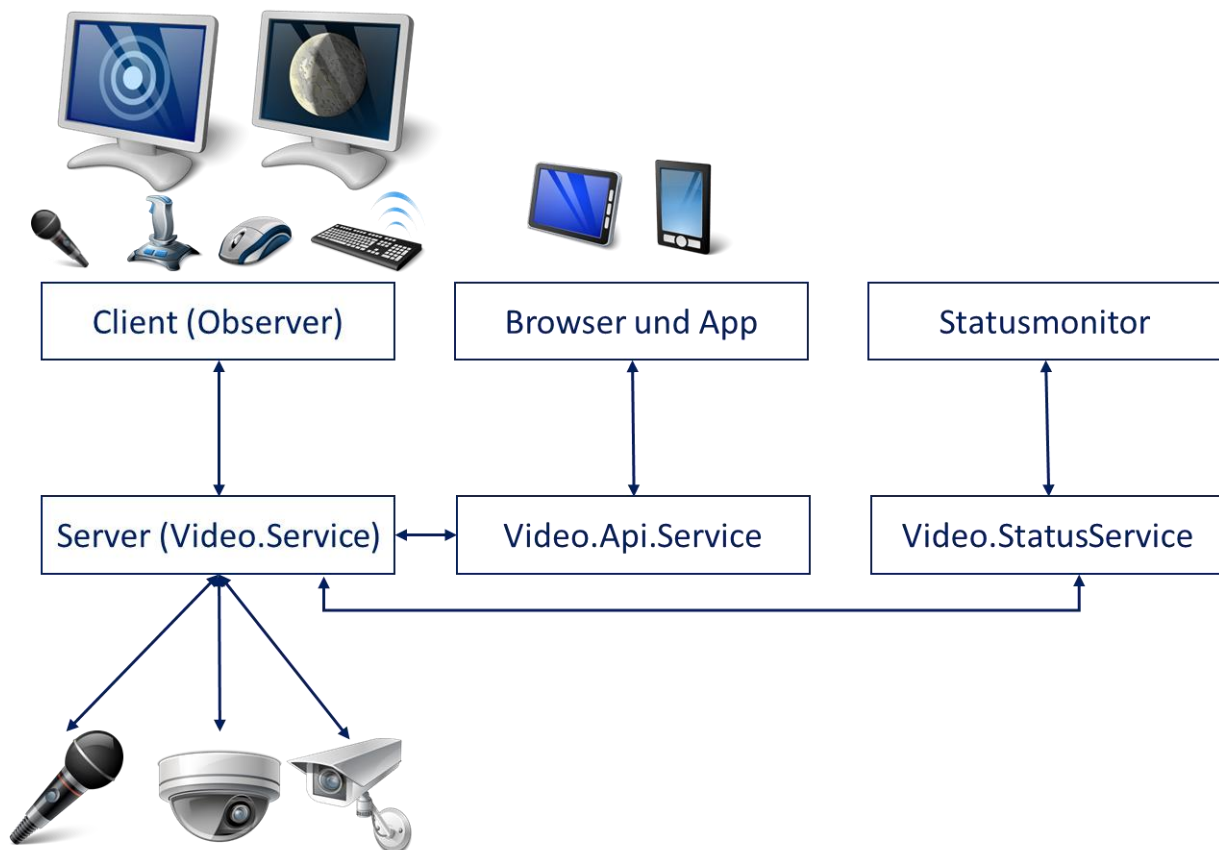 Client (Observer)
Browser und App
Statusmonitor
Server (Video.Service)
Video.Api.Service
Video.StatusService